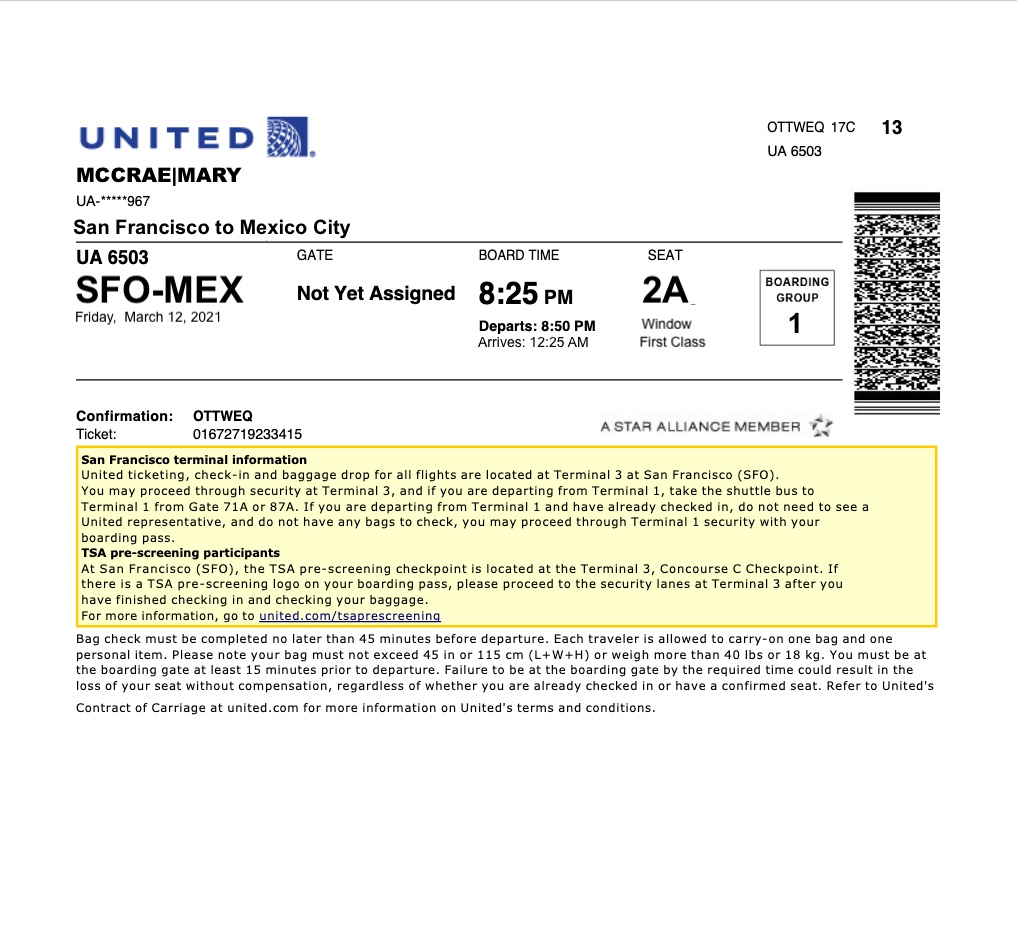 UNITED
OTTWEQ 17C 13
UA 6503
MCCRAE|MARY
UA-*****967
San Francisco to Mexico City
UA 6503 GATE BOARD TIME SEAT
SFO-MEX Not Yet Assigned 8:25 PM 2A
BOARDING
GROUP
1
Friday, March 12, 2021
Departs: 8:50 PM Window
Arrives: 12:25 AM First Class
Confirmation: OTTWEQ
Ticket: 01672719233415
A STAR ALLIANCE MEMBER
San Francisco terminal information
United ticketing, check-in and baggage drop for all flights are located at Terminal 3 at San Francisco (SFO).
You may proceed through security at Terminal 3, and if you are departing from Terminal 1, take the shuttle bus to
Terminal 1 from Gate 71A or 87A. If you are departing from Terminal 1 and have already checked in, do not need to see a
United representative, and do not have any bags to check, you may proceed through Terminal 1 security with your
boarding pass.
TSA pre-screening participants
At San Francisco (SFO), the TSA pre-screening checkpoint is located at the Terminal 3, Concourse C Checkpoint. If
there is a TSA pre-screening logo on your boarding pass, please proceed to the security lanes at Terminal 3 after you
have finished checking in and checking your baggage.
For more information, go to united.com/tsaprescreening
Bag check must be completed no later than 45 minutes before departure. Each traveler is allowed to carry-on one bag and one
personal item. Please note your bag must not exceed 45 in or 115 cm (L+W+H) or weigh more than 40 lbs or 18 kg. You must be at
the boarding gate at least 15 minutes prior to departure. Failure to be at the boarding gate by the required time could result in the
loss of your seat without compensation, regardless of whether you are already checked in or have a confirmed seat. Refer to United's
Contract of Carriage at united.com for more information on United's terms and conditions.